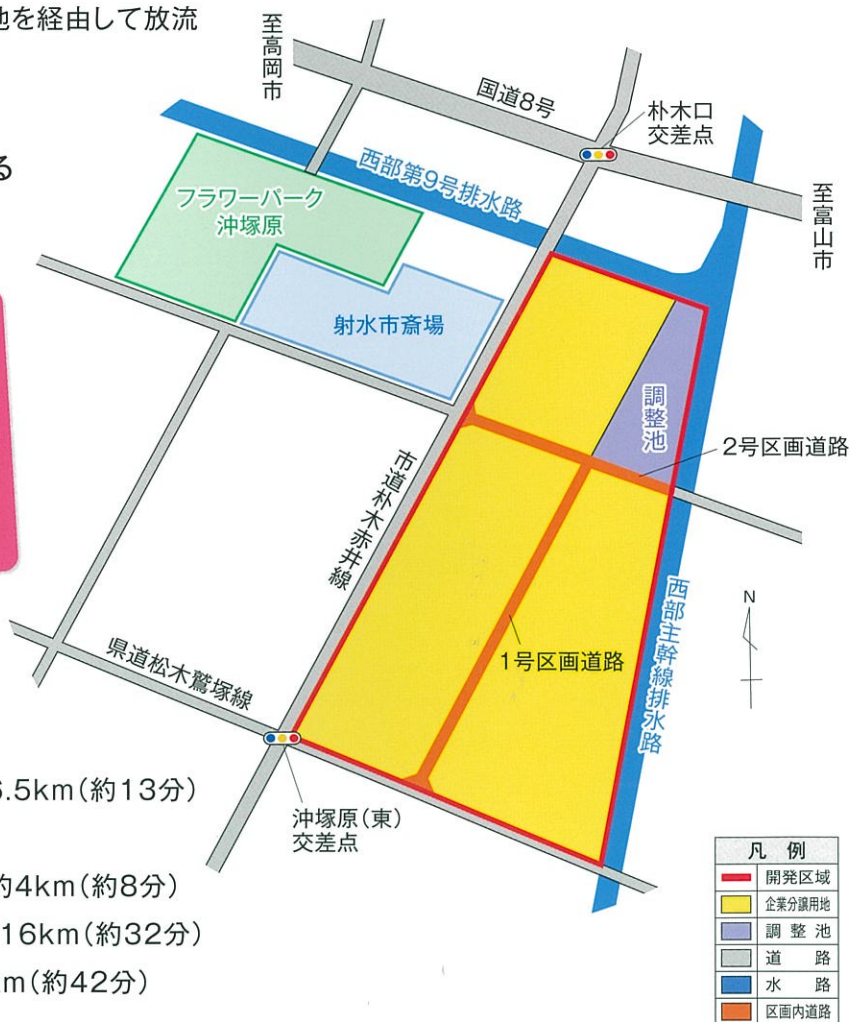 地を経由して放流
至高岡市
国道8号
朴木口
交差点
る
西部第9号排水路
至富山市
フラワーパーク
沖塚原
射水市斎場
調整池
2号区画道路
市道朴木赤井線
西部主幹線排水路
N
1号区画道路
県道松木鷲塚線
6.5km(約13分)
沖塚原(東)
交差点
約4km(約8分)
16km(約32分)
m(約42分)
凡 例
開発区域
企業分譲用地
調 整 池
道 路
水 路
区画内道路